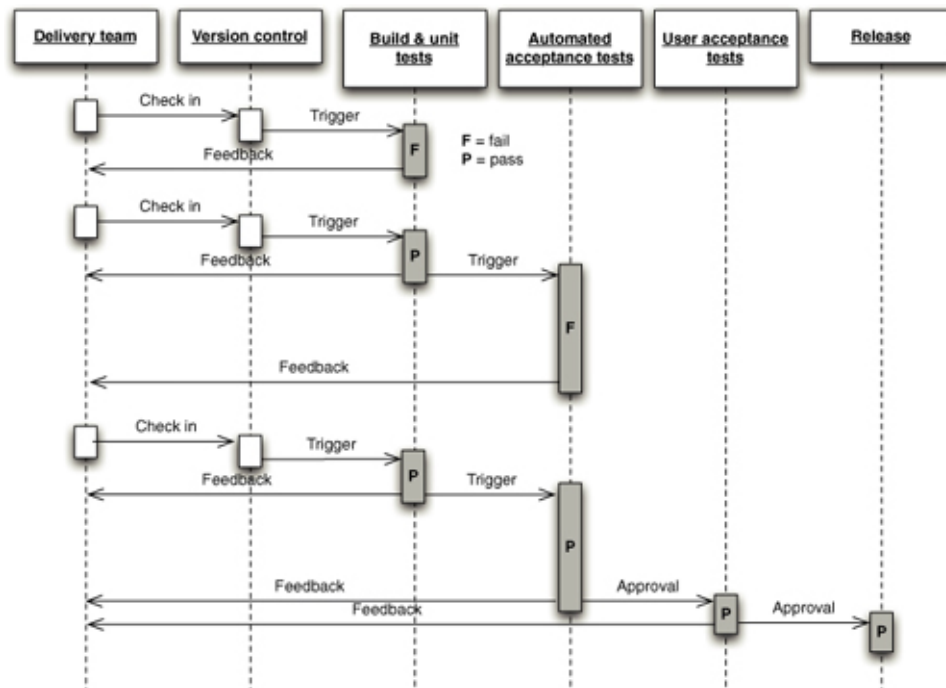 Delivery team
Version control
Build & unit
tests
Automated
acceptance tests
User acceptance
tests
Release
Check in
Trigger
F = fail
P = pass
F
Feedback
Check in
Trigger
P
Feedback
Trigger
F
Feedback
Check in
Trigger
P
Feedback
Trigger
P
Feedback
Approval
P
Feedback
Approval
P